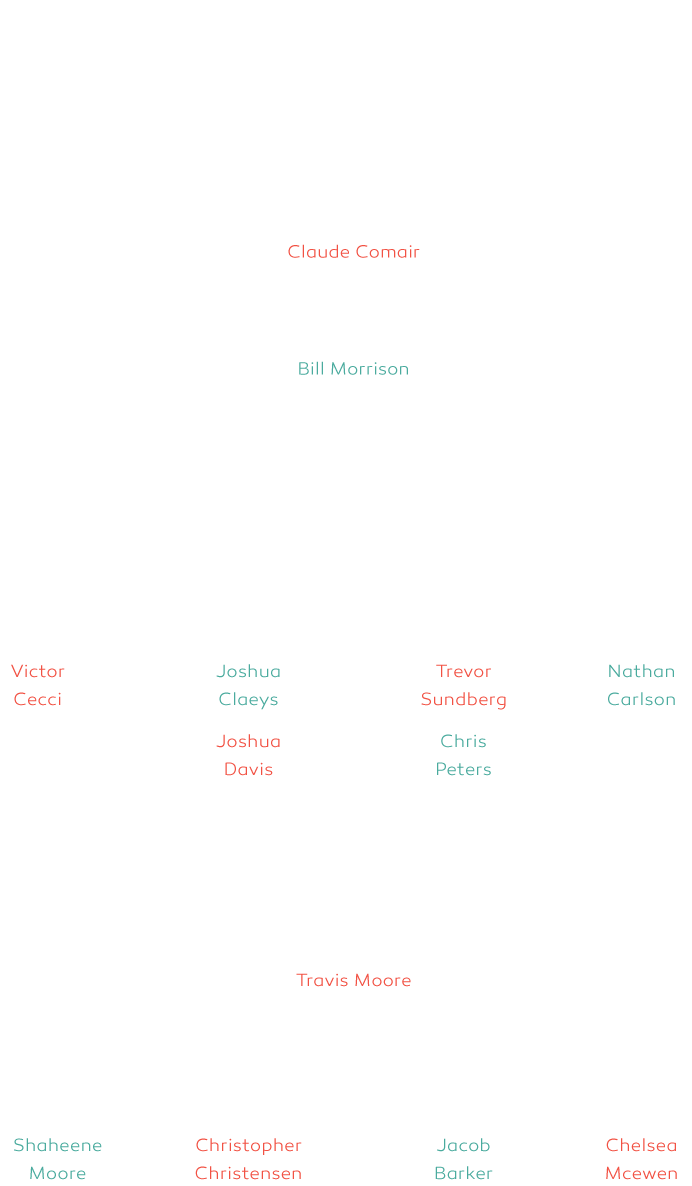 Claude Comair
Bill Morrison
Victor
Cecci
Joshua
Claeys
Trevor
Sundberg
Nathan
Carlson
Joshua
Davis
Chris
Peters
Travis Moore
Shaheene
Moore
Christopher
Christensen
Jacob
Barker
Chelsea
Mcewen